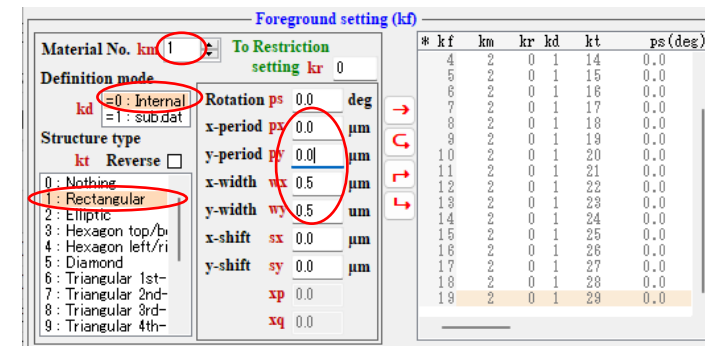 Foreground setting (kf)
Material No. km 1
To Restriction
setting kr 0
Definition mode
kd =0 : Internal
=1 : sub.dat
Structure type
kt Reverse
0 : Nothing
1 : Rectangular
2 : Elliptic
3 : Hexagon top/b
4 : Hexagon left/ri
5 : Diamond
6 : Triangular 1st-
7 : Triangular 2nd-
8 : Triangular 3rd-
9 : Triangular 4th-
Rotation ps 0.0 deg
x-period px 0.0 µm
y-period py 0.0 µm
x-width wx 0.5 µm
y-width wy 0.5 um
x-shift sx 0.0 µm
y-shift sy 0.0 µm
xp 0.0
xq 0.0
* kf km kr kd kt ps(deg)
4 2 0 1 14 0.0
5 2 0 1 15 0.0
6 2 0 1 16 0.0
7 2 0 1 17 0.0
8 2 0 1 18 0.0
9 2 0 1 19 0.0
10 2 0 1 20 0.0
11 2 0 1 21 0.0
12 2 0 1 22 0.0
13 2 0 1 23 0.0
14 2 0 1 24 0.0
15 2 0 1 25 0.0
16 2 0 1 26 0.0
17 2 0 1 27 0.0
18 2 0 1 28 0.0
19 2 0 1 29 0.0